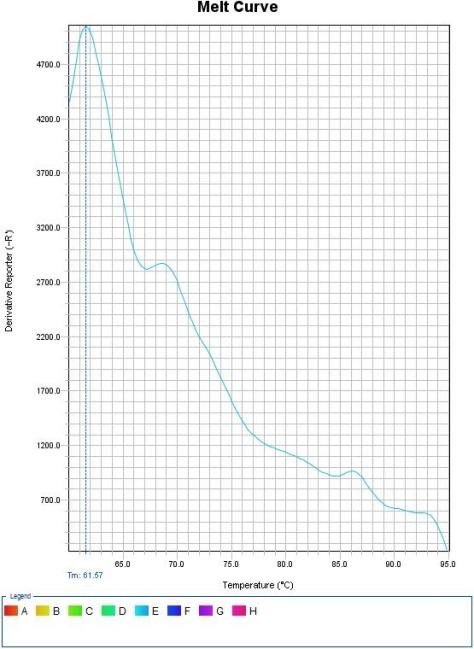 Melt Curve
4700.0
4200.0
3700.0
3200.0
2700.0
2200.0
1700.0
1200.0
700.0
Derivative Reporter (-R')
65.0 70.0 75.0 80.0 85.0 90.0 95.0
Tm: 61.57
Temperature (°C)
Legend
A B C D E F G H